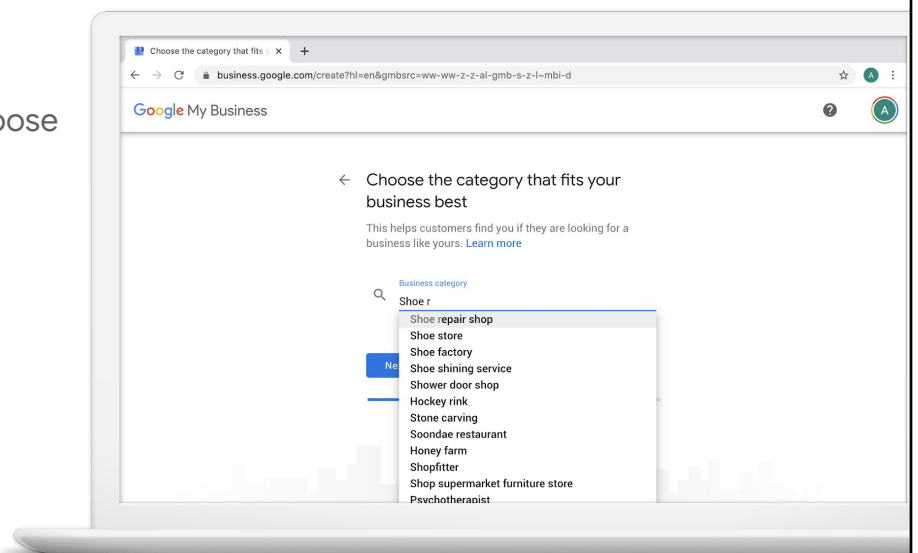 Choose the category that fits y
business.google.com/create?hl=en&gmbsrc=ww-ww-z-z-al-gmb-s-z-l~mbi-d
A
Google My Business
A
oose
Choose the category that fits your
business best
This helps customers find you if they are looking for a
business like yours. Learn more
Business category
Shoe r
Shoe repair shop
Shoe store
Shoe factory
Ne
Shoe shining service
Shower door shop
Hockey rink
Stone carving
Soondae restaurant
Honey farm
Shopfitter
Shop supermarket furniture store
Psychotherapist